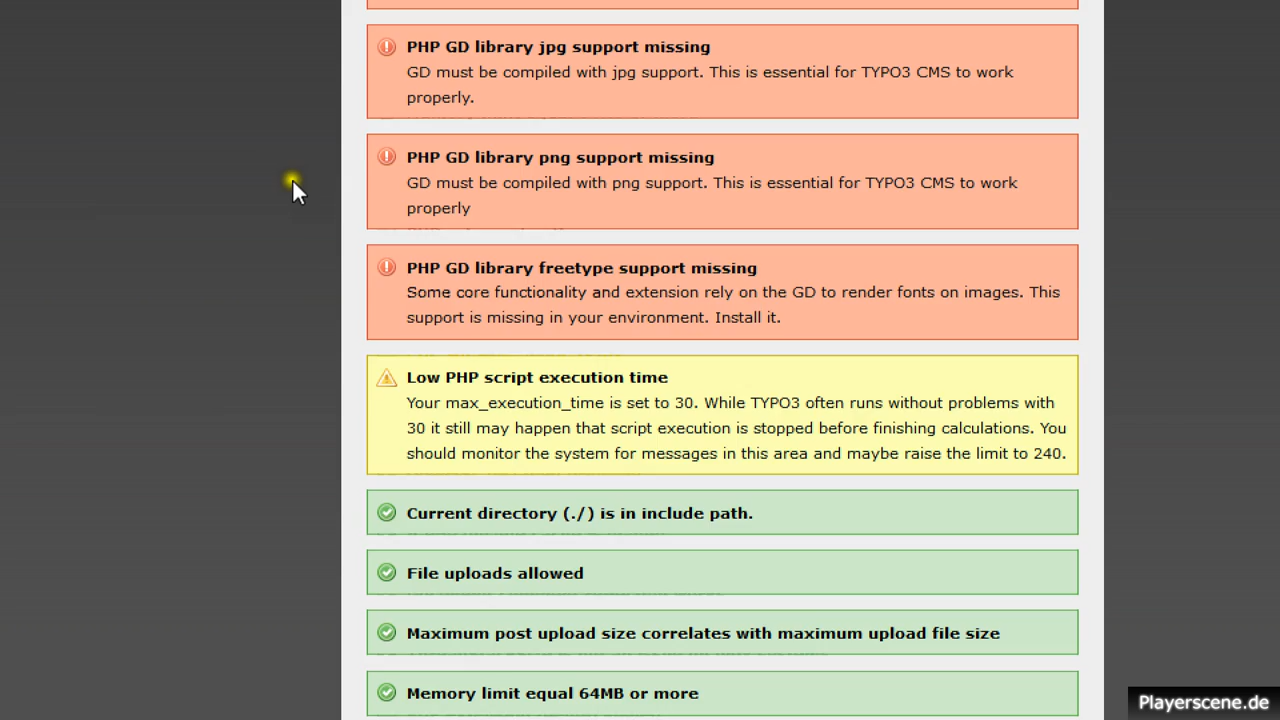 PHP GD library jpg support missing
GD must be compiled with jpg support. This is essential for TYPO3 CMS to work
properly.
PHP GD library png support missing
GD must be compiled with png support. This is essential for TYPO3 CMS to work
properly
PHP GD library freetype support missing
Some core functionality and extension rely on the GD to render fonts on images. This
support is missing in your environment. Install it.
Low PHP script execution time
Your max_execution_time is set to 30. While TYPO3 often runs without problems with
30 it still may happen that script execution is stopped before finishing calculations. You
should monitor the system for messages in this area and maybe raise the limit to 240.
Current directory (./) is in include path.
File uploads allowed
Maximum post upload size correlates with maximum upload file size
Memory limit equal 64MB or more
Playerscene.de